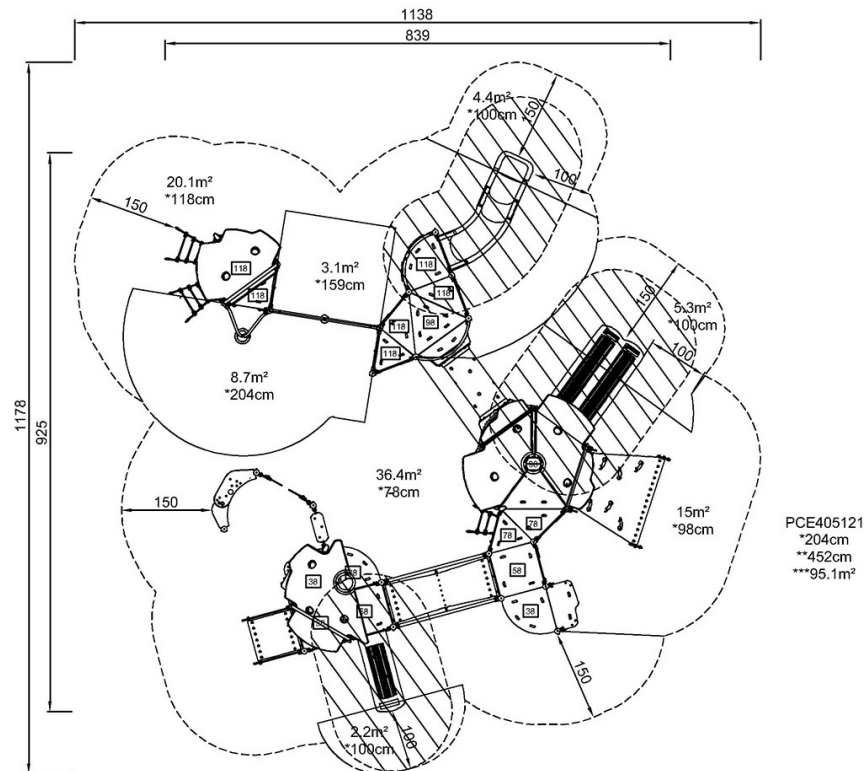 1138
839
4.4m²
*100cm
150
100
20.1m²
*118cm
150
118
118
3.1m²
*159cm
118
118
98
118
118
150
5.3m²
*100cm
100
8.7m²
*204cm
1178
925
36.4m²
*78cm
98
15m²
*98cm
PCE405121
*204cm
**452cm
***95.1m²
150
78
78
58
38
38
58
150
2.2m²
*100cm
100